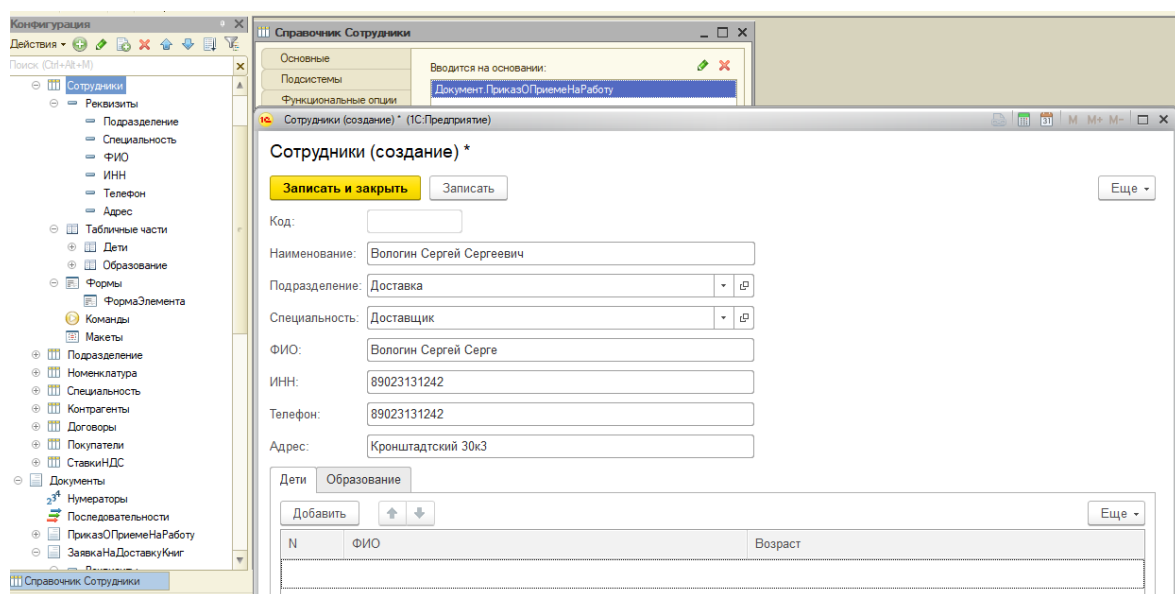 Конфигурация
Действия
Поиск (Ctrl+Alt+M)
Сотрудники
Реквизиты
Подразделение
Специальность
ФИО
ИНН
Телефон
Адрес
Табличные части
Дети
Образование
Формы
ФормаЭлемента
Команды
Макеты
Подразделение
Номенклатура
Специальность
Контрагенты
Договоры
Покупатели
СтавкиНДС
Документы
Нумераторы
Последовательности
ПриказОПриемеНаРаботу
ЗаявкаНаДоставкуКниг
Справочник Сотрудники
Справочник Сотрудники
Основные
Подсистемы
Функциональные опции
Вводится на основании:
Документ.ПриказОПриемеНаРаботу
Сотрудники (создание) * (1С:Предприятие)
M M+ M-
Сотрудники (создание) *
Записать и закрыть Записать Еще
Код:
Наименование: Вологин Сергей Сергеевич
Подразделение: Доставка
Специальность: Доставщик
ФИО: Вологин Сергей Серге
ИНН: 89023131242
Телефон: 89023131242
Адрес: Кронштадтский 30к3
Дети Образование
Добавить Еще
N ФИО Возраст